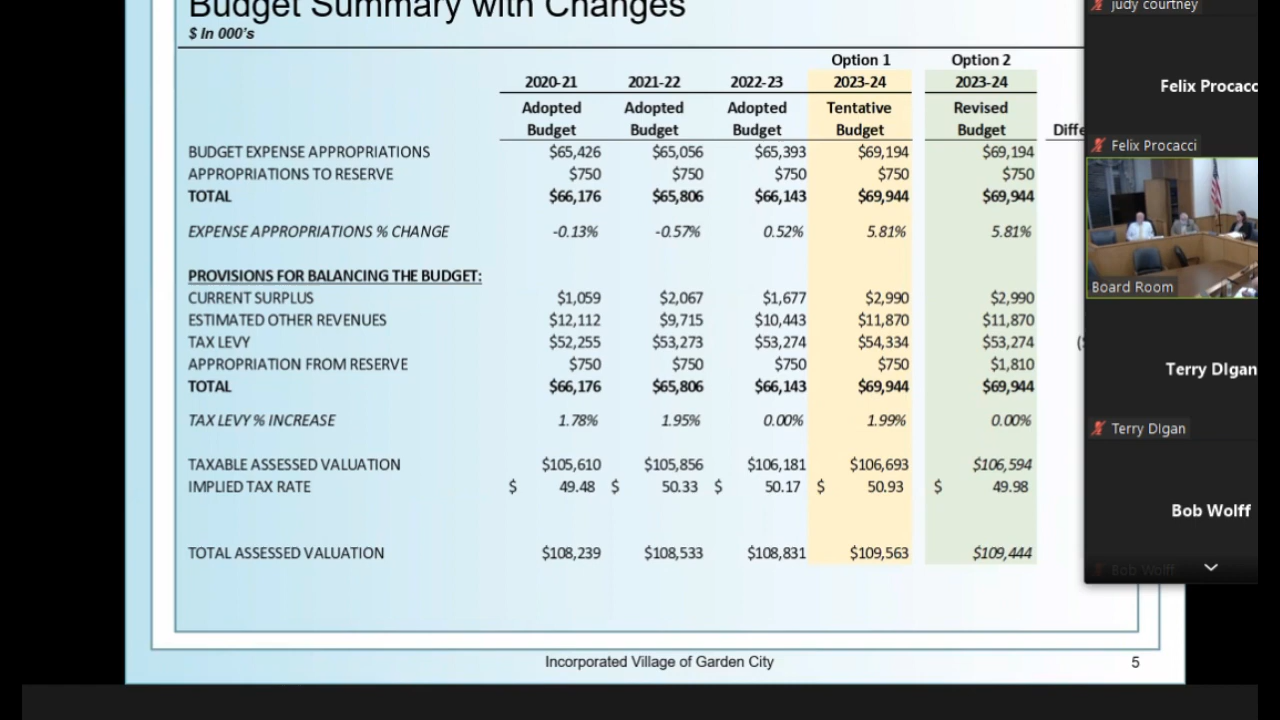 Budget Summary with Changes
$ In 000's
Option 1 Option 2
2020-21 2021-22 2022-23 2023-24 2023-24
Adopted Adopted Adopted Tentative Revised
Budget Budget Budget Budget Budget
BUDGET EXPENSE APPROPRIATIONS $65,426 $65,056 $65,393 $69,194 $69,194
APPROPRIATIONS TO RESERVE $750 $750 $750 $750 $750
TOTAL $66,176 $65,806 $66,143 $69,944 $69,944
EXPENSE APPROPRIATIONS % CHANGE -0.13% -0.57% 0.52% 5.81% 5.81%
PROVISIONS FOR BALANCING THE BUDGET:
CURRENT SURPLUS $1,059 $2,067 $1,677 $2,990 $2,990
ESTIMATED OTHER REVENUES $12,112 $9,715 $10,443 $11,870 $11,870
TAX LEVY $52,255 $53,273 $53,274 $54,334 $53,274
APPROPRIATION FROM RESERVE $750 $750 $750 $750 $1,810
TOTAL $66,176 $65,806 $66,143 $69,944 $69,944
TAX LEVY % INCREASE 1.78% 1.95% 0.00% 1.99% 0.00%
TAXABLE ASSESSED VALUATION $105,610 $105,856 $106,181 $106,693 $106,594
IMPLIED TAX RATE $ 49.48 $ 50.33 $ 50.17 $ 50.93 $ 49.98
TOTAL ASSESSED VALUATION $108,239 $108,533 $108,831 $109,563 $109,444
Incorporated Village of Garden City 5
judy courtney
Felix Procacc
Felix Procacci
Board Room
Terry DIgan
Terry DIgan
Bob Wolff
Bob Wolff